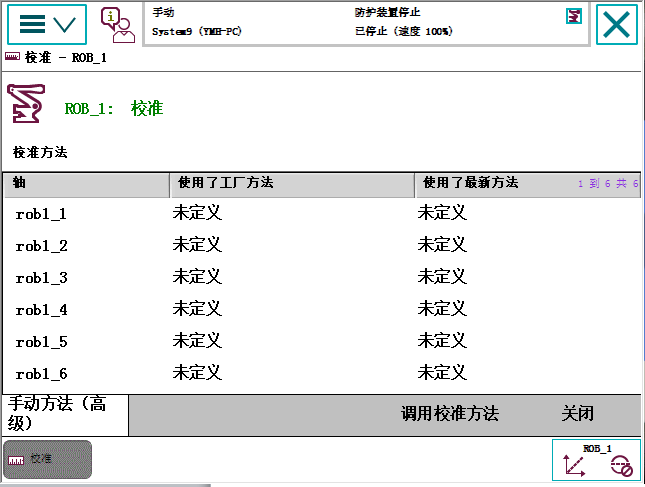 手动
防护装置停止
System9 (YMH-PC)
已停止 (速度 100%)
校准 - ROB_1
ROB_1: 校准
校准方法
轴 使用了工厂方法 使用了最新方法 1 到 6 共 6
rob1_1 未定义 未定义
rob1_2 未定义 未定义
rob1_3 未定义 未定义
rob1_4 未定义 未定义
rob1_5 未定义 未定义
rob1_6 未定义 未定义
手动方法（高
级）
调用校准方法
关闭
校准
ROB_1